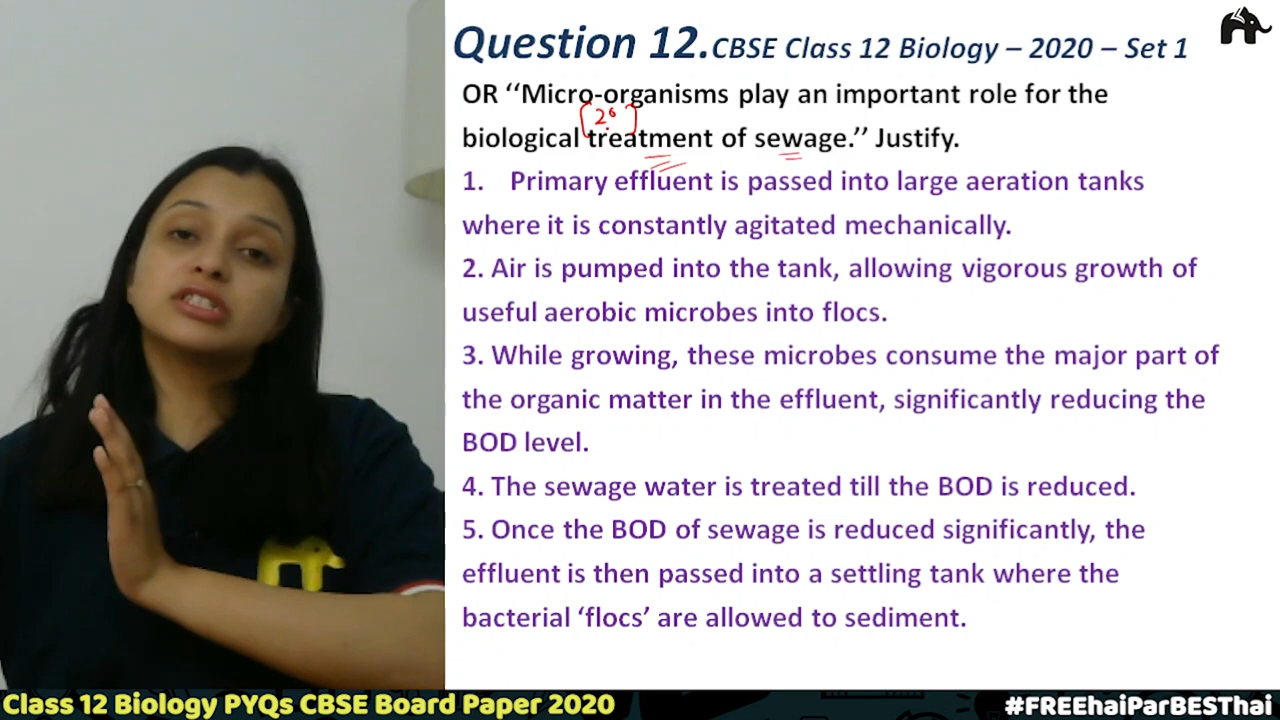 Question 12.CBSE Class 12 Biology – 2020 – Set 1
OR ‘‘Micro-organisms play an important role for the
[2°]
biological treatment of sewage.’’ Justify.
1. Primary effluent is passed into large aeration tanks
where it is constantly agitated mechanically.
2. Air is pumped into the tank, allowing vigorous growth of
useful aerobic microbes into flocs.
3. While growing, these microbes consume the major part of
the organic matter in the effluent, significantly reducing the
BOD level.
4. The sewage water is treated till the BOD is reduced.
5. Once the BOD of sewage is reduced significantly, the
effluent is then passed into a settling tank where the
bacterial ‘flocs’ are allowed to sediment.
Class 12 Biology PYQs CBSE Board Paper 2020
#FREEhaiParBESThai